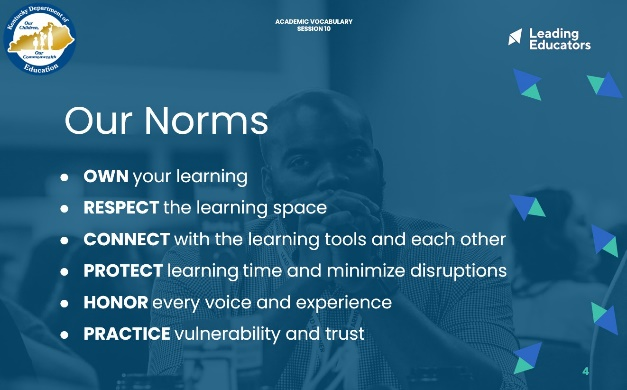 Kentucky Department of
Our Children,
Our Commonwealth
Education
ACADEMIC VOCABULARY
SESSION 10
Leading
Educators
Our Norms
• OWN your learning
• RESPECT the learning space
• CONNECT with the learning tools and each other
• PROTECT learning time and minimize disruptions
• HONOR every voice and experience
• PRACTICE vulnerability and trust
4